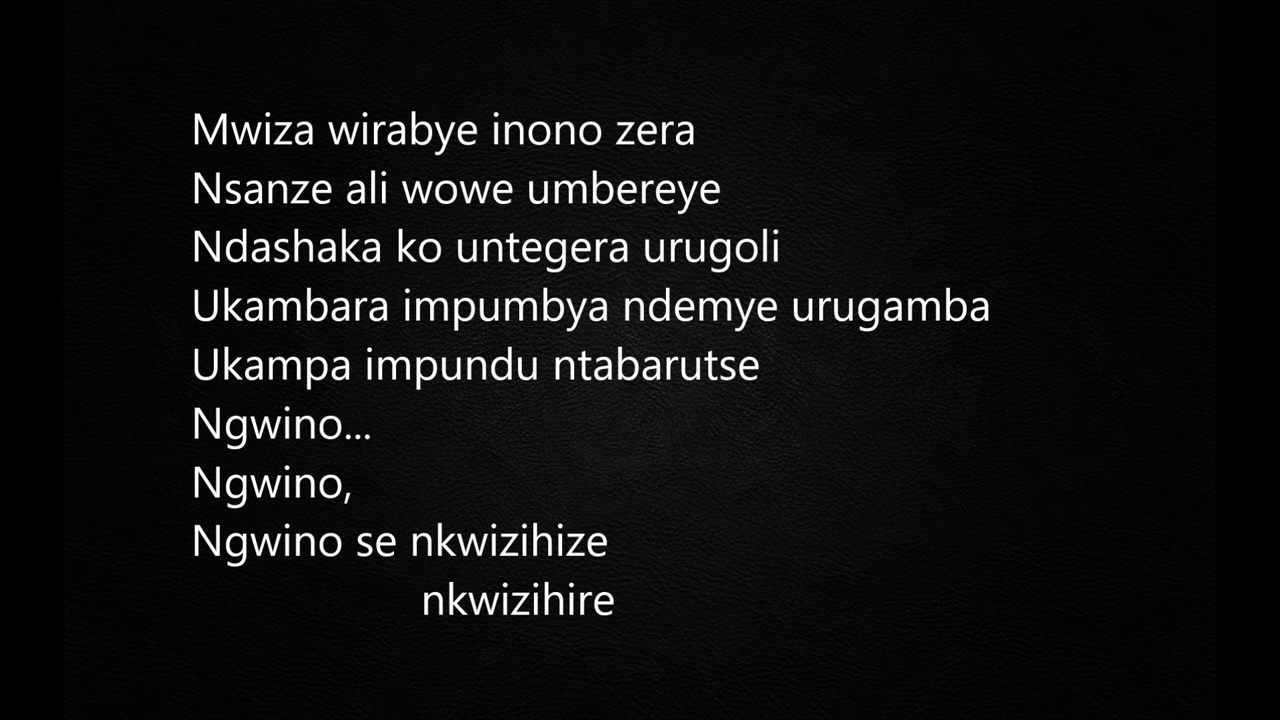 Mwiza wirabye inono zera
Nsanze ali wowe umbereye
Ndashaka ko untegera urugoli
Ukambara impumbya ndemye urugamba
Ukampa impundu ntabarutse
Ngwino...
Ngwino,
Ngwino se nkwizihize
nkwizihire